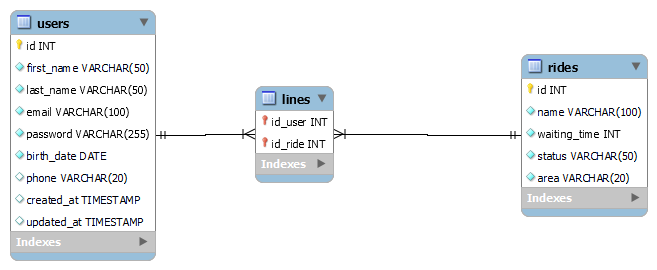 users
id INT
first_name VARCHAR(50)
last_name VARCHAR(50)
email VARCHAR(100)
password VARCHAR(255)
birth_date DATE
phone VARCHAR(20)
created_at TIMESTAMP
updated_at TIMESTAMP
Indexes
lines
id_user INT
id_ride INT
Indexes
rides
id INT
name VARCHAR(100)
waiting_time INT
status VARCHAR(50)
area VARCHAR(20)
Indexes